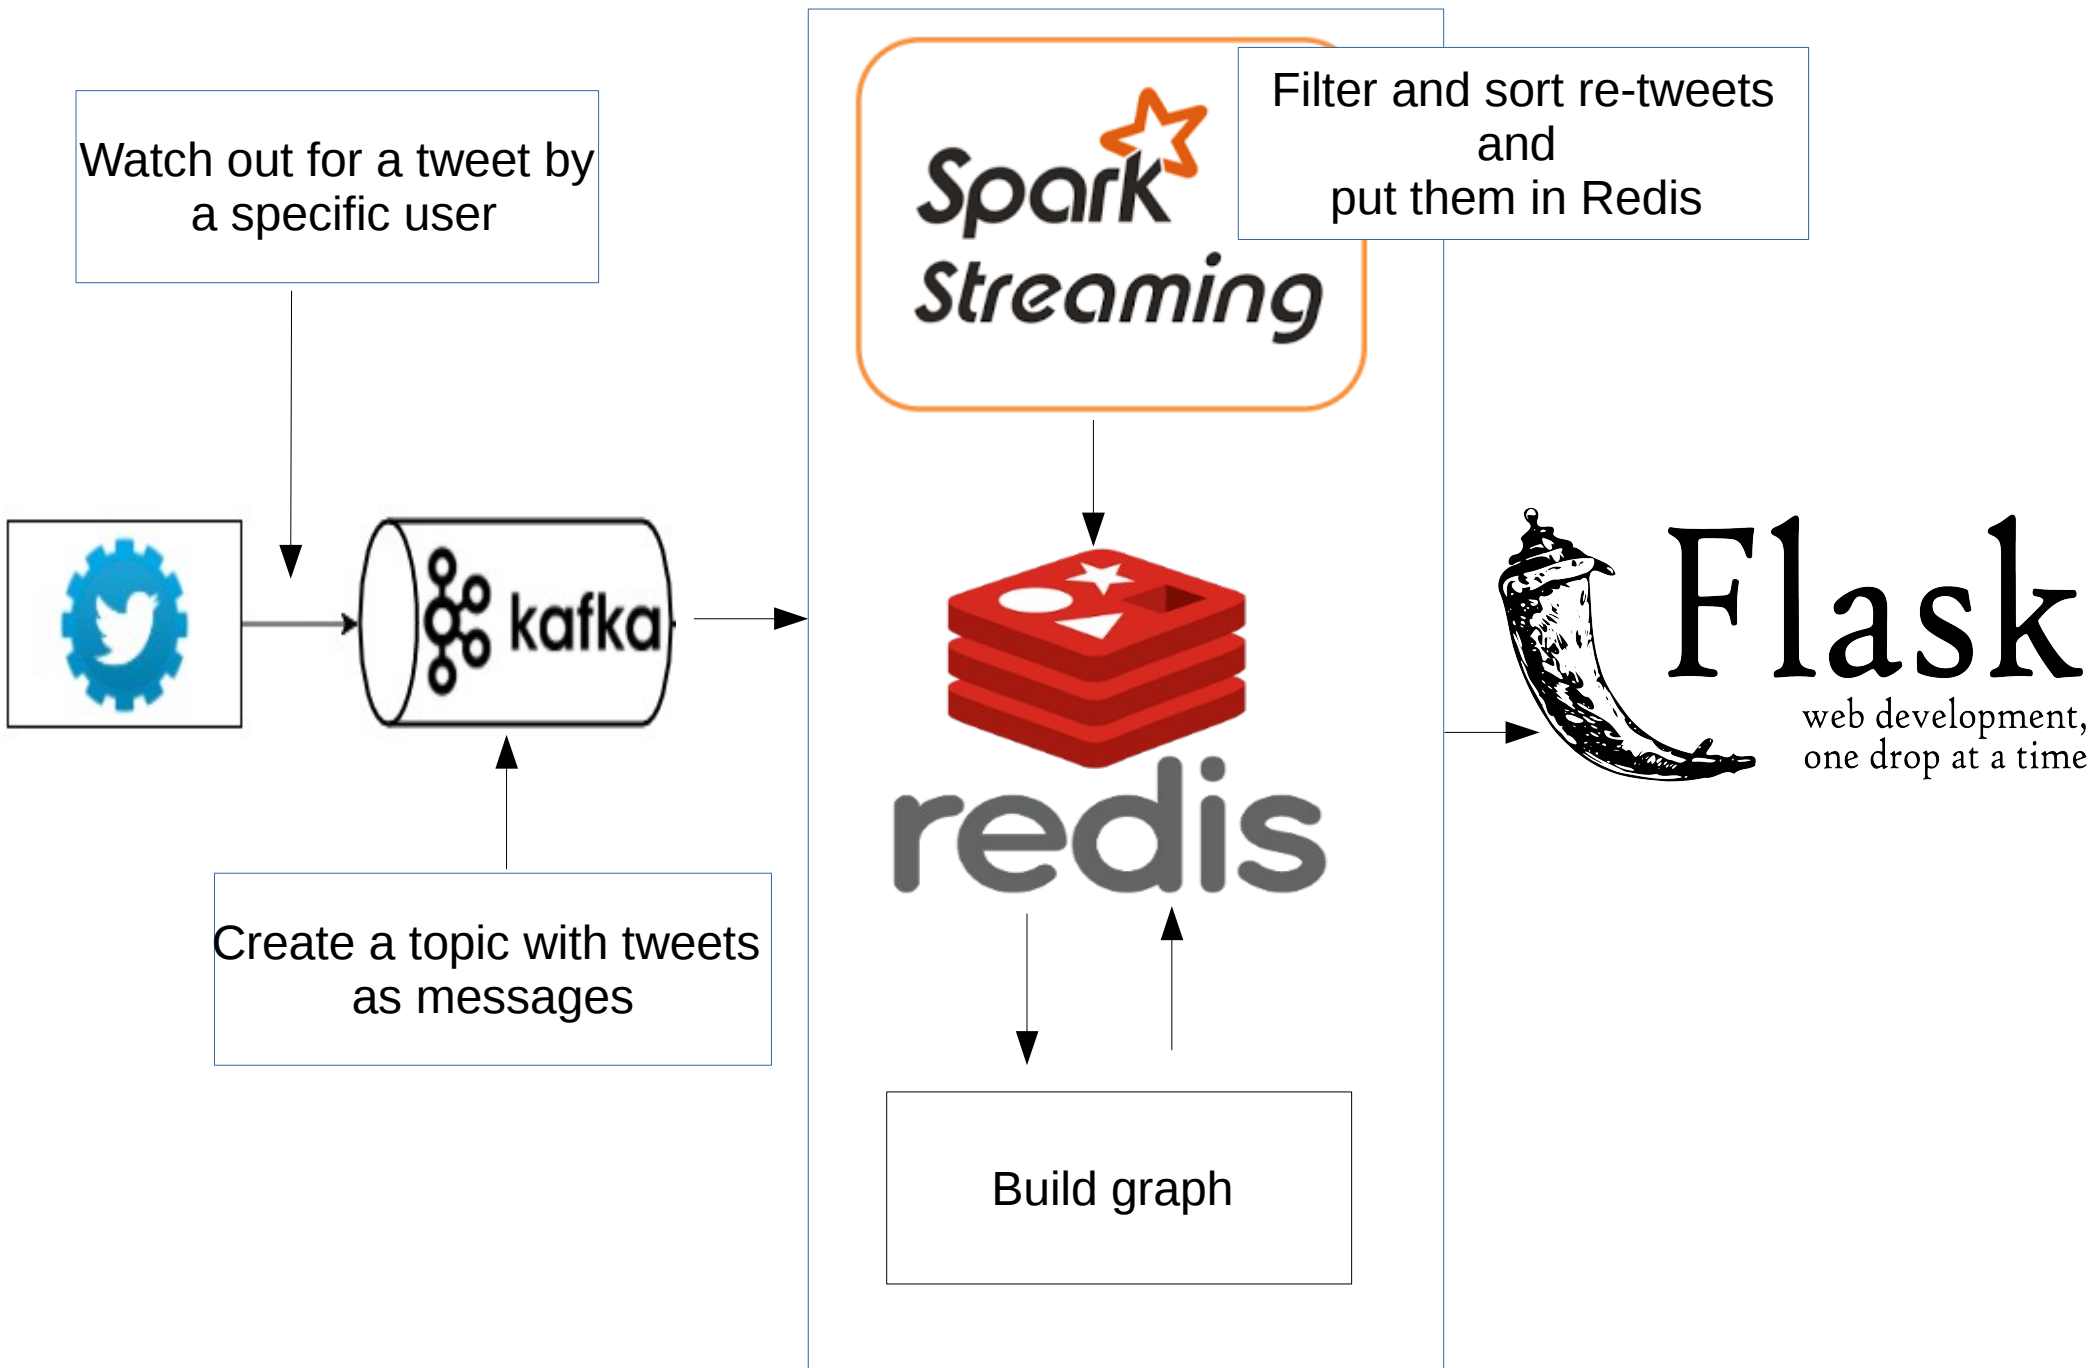 Watch out for a tweet by
a specific user
Spark
Streaming
Filter and sort re-tweets
and
put them in Redis
kafka
redis
Flask
web development,
one drop at a time
Create a topic with tweets
as messages
Build graph